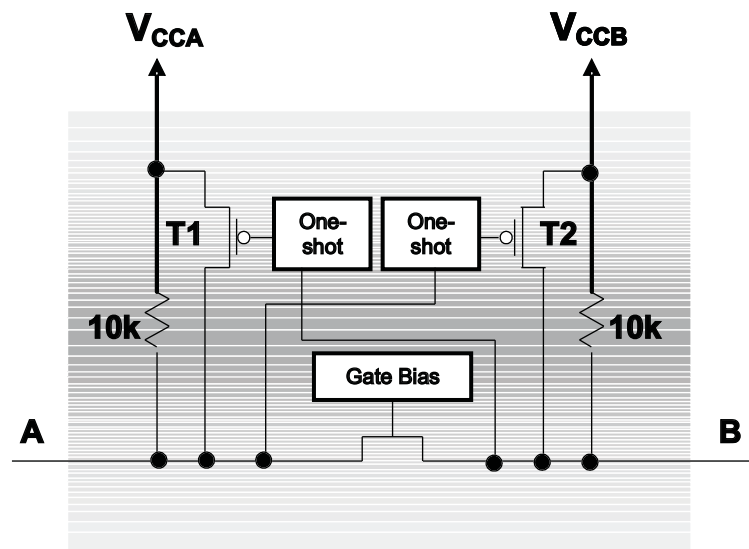 VCCA
VCCB
T1
One-
shot
One-
shot
T2
10k
10k
Gate Bias
A
B